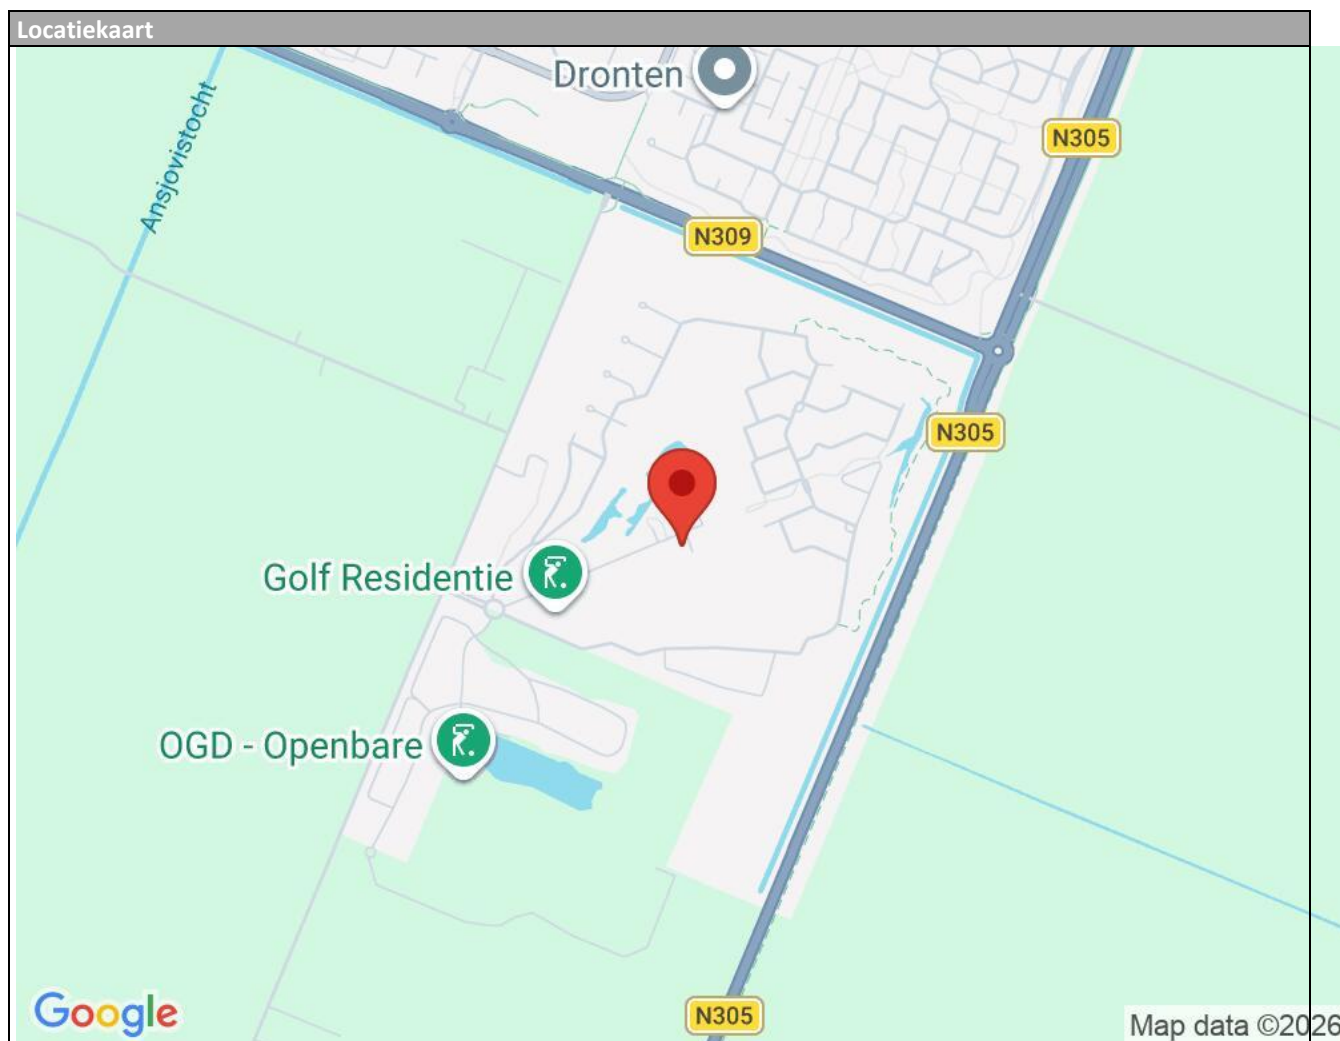 Locatiekaart
Dronten
Ansjovistocht
N305
N309
N305
Golf Residentie
OGD - Openbare
N305
Google
Map data ©2026